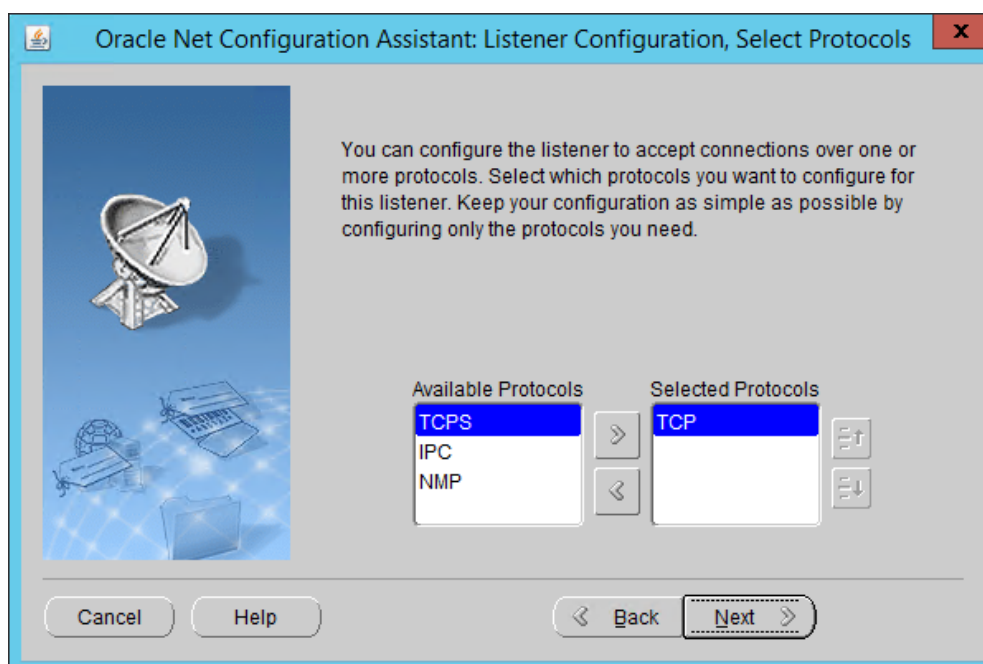 Oracle Net Configuration Assistant: Listener Configuration, Select Protocols
You can configure the listener to accept connections over one or
more protocols. Select which protocols you want to configure for
this listener. Keep your configuration as simple as possible by
configuring only the protocols you need.
Available Protocols
TCPS
IPC
NMP
Selected Protocols
TCP
Cancel
Help
Back
Next